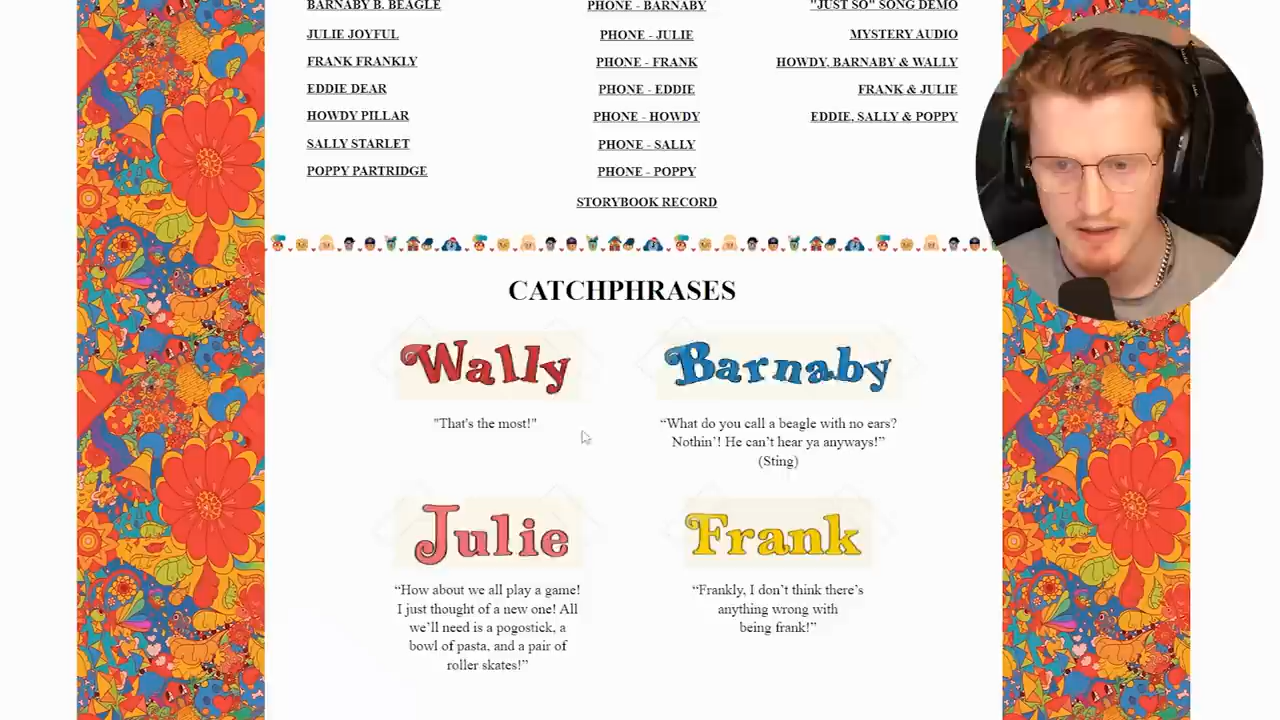 BARNABY B. BEAGLE
PHONE - BARNABY
"JUST SO" SONG DEMO
JULIE JOYFUL
PHONE - JULIE
MYSTERY AUDIO
FRANK FRANKLY
PHONE - FRANK
HOWDY, BARNABY & WALLY
EDDIE DEAR
PHONE - EDDIE
FRANK & JULIE
HOWDY PILLAR
PHONE - HOWDY
EDDIE, SALLY & POPPY
SALLY STARLET
PHONE - SALLY
POPPY PARTRIDGE
PHONE - POPPY
STORYBOOK RECORD
CATCHPHRASES
Wally
"That's the most!"
Barnaby
“What do you call a beagle with no ears?
Nothin’! He can’t hear ya anyways!”
(Sting)
Julie
“How about we all play a game!
I just thought of a new one! All
we’ll need is a pogostick, a
bowl of pasta, and a pair of
roller skates!”
Frank
“Frankly, I don’t think there’s
anything wrong with
being frank!”